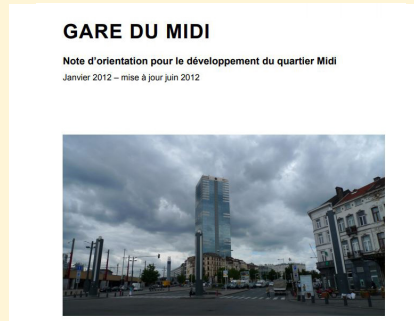 GARE DU MIDI
Note d'orientation pour le développement du quartier Midi
Janvier 2012 – mise à jour juin 2012